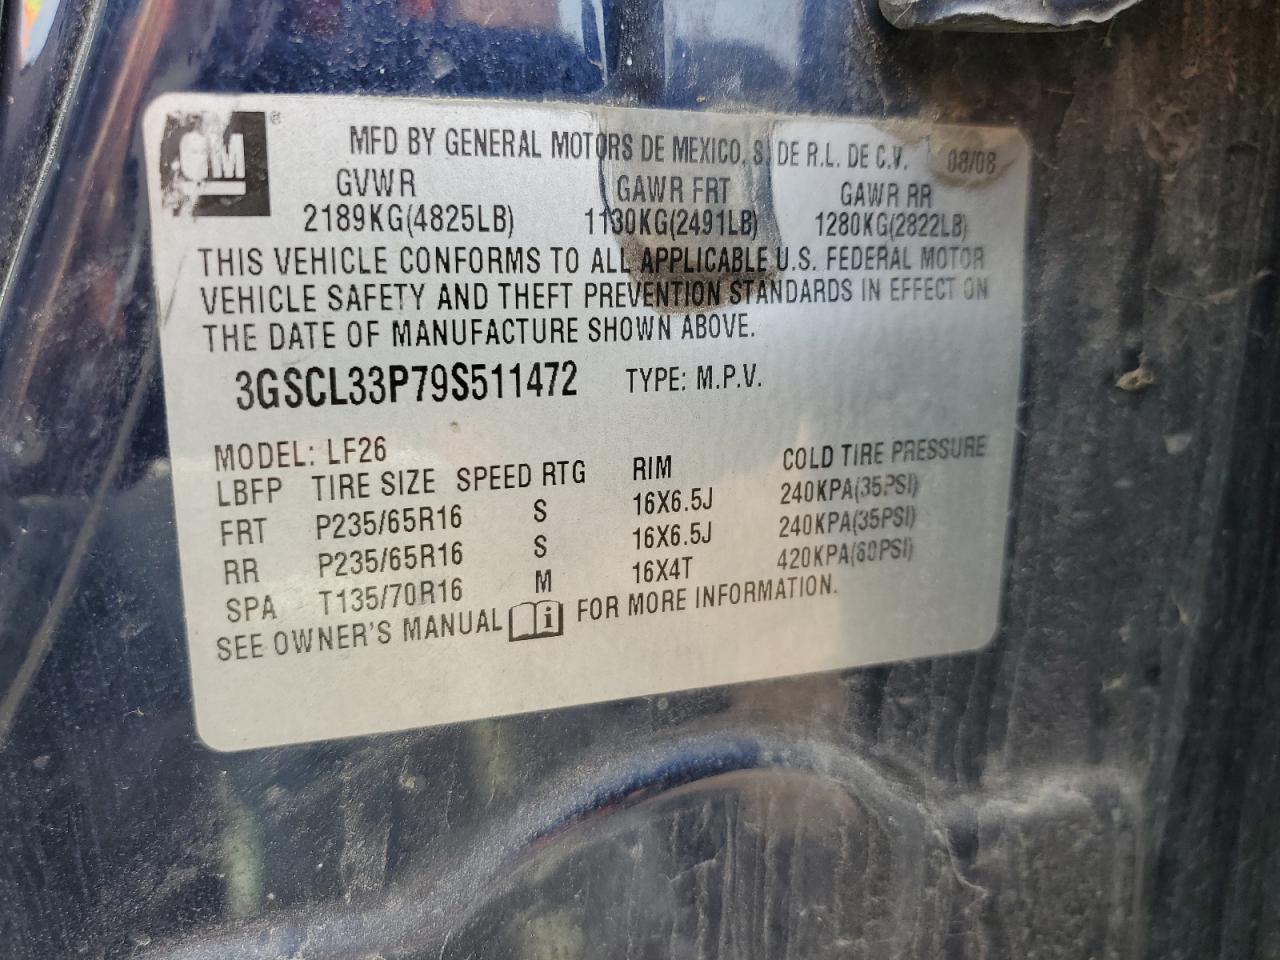 GM ®
MFD BY GENERAL MOTORS DE MEXICO, S. DE R.L. DE C.V. 08/08
GVWR GAWR FRT GAWR RR
2189KG(4825LB) 1130KG(2491LB) 1280KG(2822LB)
THIS VEHICLE CONFORMS TO ALL APPLICABLE U.S. FEDERAL MOTOR
VEHICLE SAFETY AND THEFT PREVENTION STANDARDS IN EFFECT ON
THE DATE OF MANUFACTURE SHOWN ABOVE.
3GSCL33P79S511472 TYPE: M.P.V.
MODEL: LF26
LBFP TIRE SIZE SPEED RTG RIM COLD TIRE PRESSURE
FRT P235/65R16 S 16X6.5J 240KPA(35PSI)
RR P235/65R16 S 16X6.5J 240KPA(35PSI)
SPA T135/70R16 M 16X4T 420KPA(60PSI)
SEE OWNER'S MANUAL i FOR MORE INFORMATION.